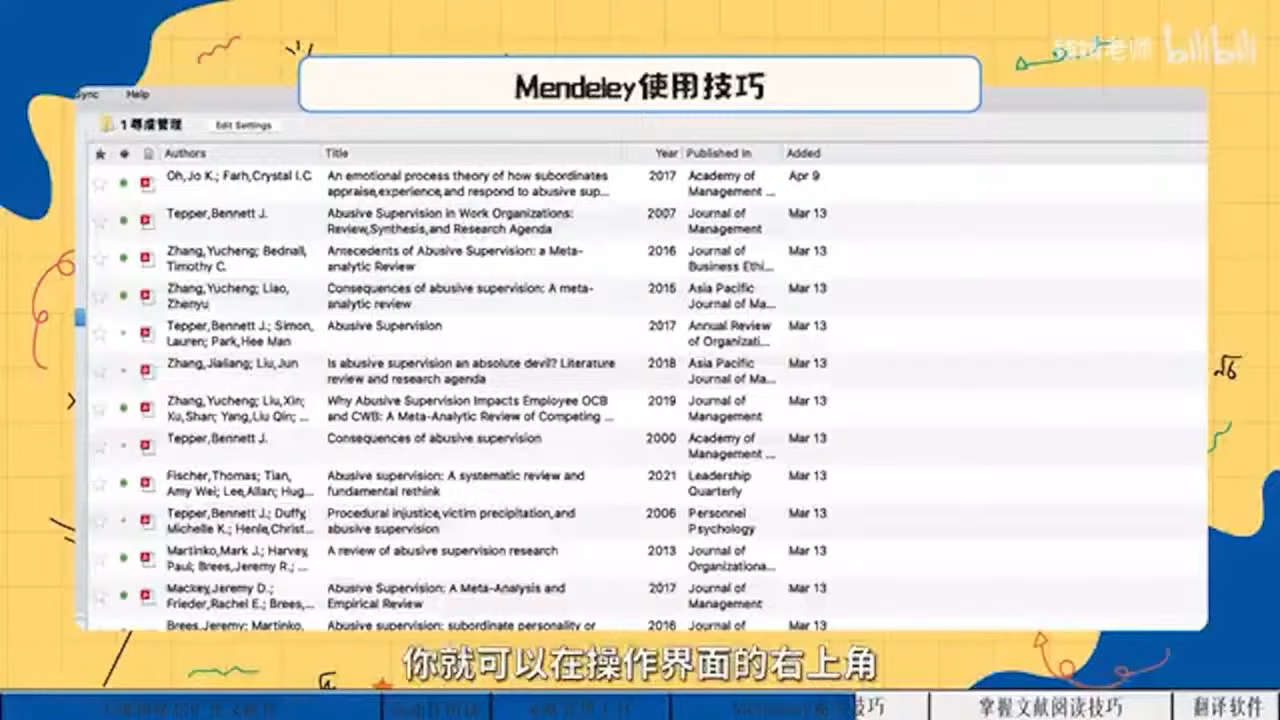 bilibili
Mendeley使用技巧
Sync Help
1 辱虐管理 Edit Settings
Authors Title Year Published In Added
Oh,Jo K.; Farh,Crystal I.C. An emotional process theory of how subordinates 2017 Academy of Apr 9
appraise,experience,and respond to abusive sup... Management ...
Tepper,Bennett J. Abusive Supervision in Work Organizations: 2007 Journal of Mar 13
Review,Synthesis,and Research Agenda Management
Zhang,Yucheng; Bednall, Antecedents of Abusive Supervision: a Meta- 2016 Journal of Mar 13
Timothy C. analytic Review Business Ethi...
Zhang,Yucheng; Liao, Consequences of abusive supervision: A meta- 2015 Asia Pacific Mar 13
Zhenyu analytic review Journal of Ma...
Tepper,Bennett J.; Simon, Abusive Supervision 2017 Annual Review Mar 13
Lauren; Park,Hee Man of Organizati...
Zhang,Jialiang; Liu,Jun Is abusive supervision an absolute devil? Literature 2018 Asia Pacific Mar 13
review and research agenda Journal of Ma...
Zhang,Yucheng; Liu,Xin; Why Abusive Supervision Impacts Employee OCB 2019 Journal of Mar 13
Xu,Shan; Yang,Liu Qin; ... and CWB: A Meta-Analytic Review of Competing ... Management
Tepper,Bennett J. Consequences of abusive supervision 2000 Academy of Mar 13
Management ...
Fischer,Thomas; Tian, Abusive supervision: A systematic review and 2021 Leadership Mar 13
Amy Wei; Lee,Allan; Hug... fundamental rethink Quarterly
Tepper,Bennett J.; Duffy, Procedural injustice,victim precipitation,and 2006 Personnel Mar 13
Michelle K.; Henle,Christ... abusive supervision Psychology
Martinko,Mark J.; Harvey, A review of abusive supervision research 2013 Journal of Mar 13
Paul; Brees,Jeremy R.; ... Organizationa...
Mackey,Jeremy D.; Abusive Supervision: A Meta-Analysis and 2017 Journal of Mar 13
Frieder,Rachel E.; Brees,... Empirical Review Management
Brees,Jeremy; Martinko, Abusive supervision: subordinate personality or 2016 Journal of Mar 13
你就可以在操作界面的右上角
技巧 掌握文献阅读技巧 翻译软件